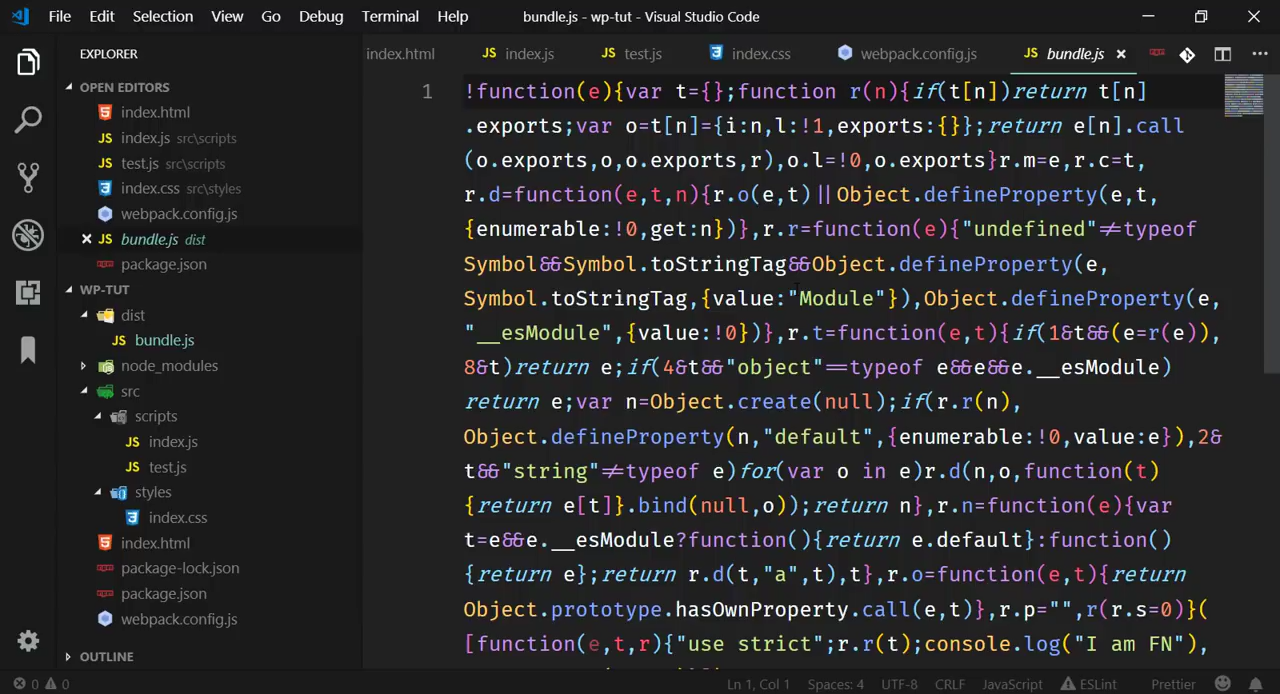 File Edit Selection View Go Debug Terminal Help bundle.js - wp-tut - Visual Studio Code
EXPLORER
index.html JS index.js JS test.js index.css webpack.config.js JS bundle.js
OPEN EDITORS
index.html
JS index.js src\scripts
JS test.js src\scripts
index.css src\styles
webpack.config.js
JS bundle.js dist
package.json
WP-TUT
dist
JS bundle.js
node_modules
src
scripts
JS index.js
JS test.js
styles
index.css
index.html
package-lock.json
package.json
webpack.config.js
OUTLINE
1 !function(e){var t={};function r(n){if(t[n])return t[n]
.exports;var o=t[n]={i:n,l:!1,exports:{}};return e[n].call
(o.exports,o,o.exports,r),o.l=!0,o.exports}r.m=e,r.c=t,
r.d=function(e,t,n){r.o(e,t)||Object.defineProperty(e,t,
{enumerable:!0,get:n})},r.r=function(e){"undefined"!=typeof
Symbol&&Symbol.toStringTag&&Object.defineProperty(e,
Symbol.toStringTag,{value:"Module"}),Object.defineProperty(e,
"__esModule",{value:!0})},r.t=function(e,t){if(1&t&&(e=r(e)),
8&t)return e;if(4&t&&"object"==typeof e&&e&&e.__esModule)
return e;var n=Object.create(null);if(r.r(n),
Object.defineProperty(n,"default",{enumerable:!0,value:e}),2&
t&&"string"!=typeof e)for(var o in e)r.d(n,o,function(t)
{return e[t]}.bind(null,o));return n},r.n=function(e){var
t=e&&e.__esModule?function(){return e.default}:function()
{return e};return r.d(t,"a",t),t},r.o=function(e,t){return
Object.prototype.hasOwnProperty.call(e,t)},r.p="",r(r.s=0)}(
[function(e,t,r){"use strict";r.r(t);console.log("I am FN"),
0 0 Ln 1, Col 1 Spaces: 4 UTF-8 CRLF JavaScript ESLint Prettier